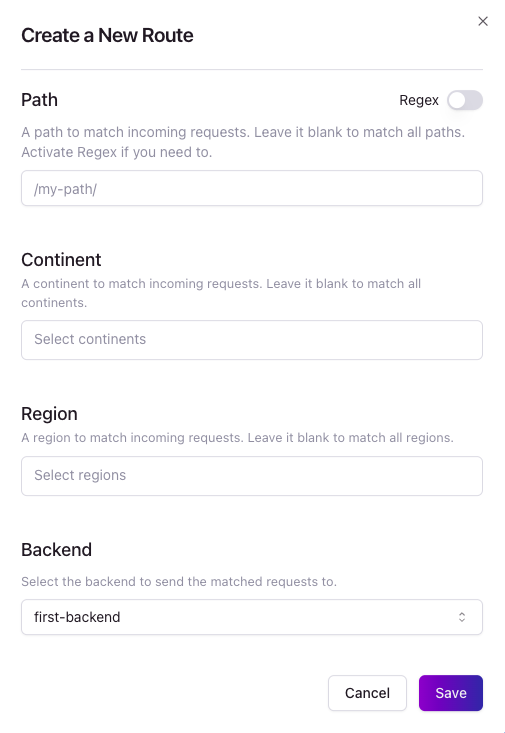 Create a New Route
Path
Regex
A path to match incoming requests. Leave it blank to match all paths.
Activate Regex if you need to.
/my-path/
Continent
A continent to match incoming requests. Leave it blank to match all
continents.
Select continents
Region
A region to match incoming requests. Leave it blank to match all regions.
Select regions
Backend
Select the backend to send the matched requests to.
first-backend
Cancel
Save